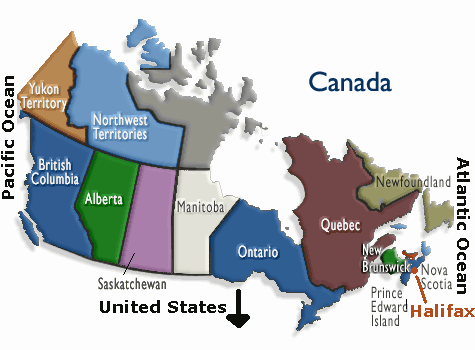 Canada
Pacific Ocean
Yukon
Territory
Northwest
Territories
British
Columbia
Alberta
Saskatchewan
Manitoba
Ontario
Quebec
Newfoundland
Atlantic Ocean
New
Brunswick
Nova
Scotia
Prince
Edward
Island
Halifax
United States